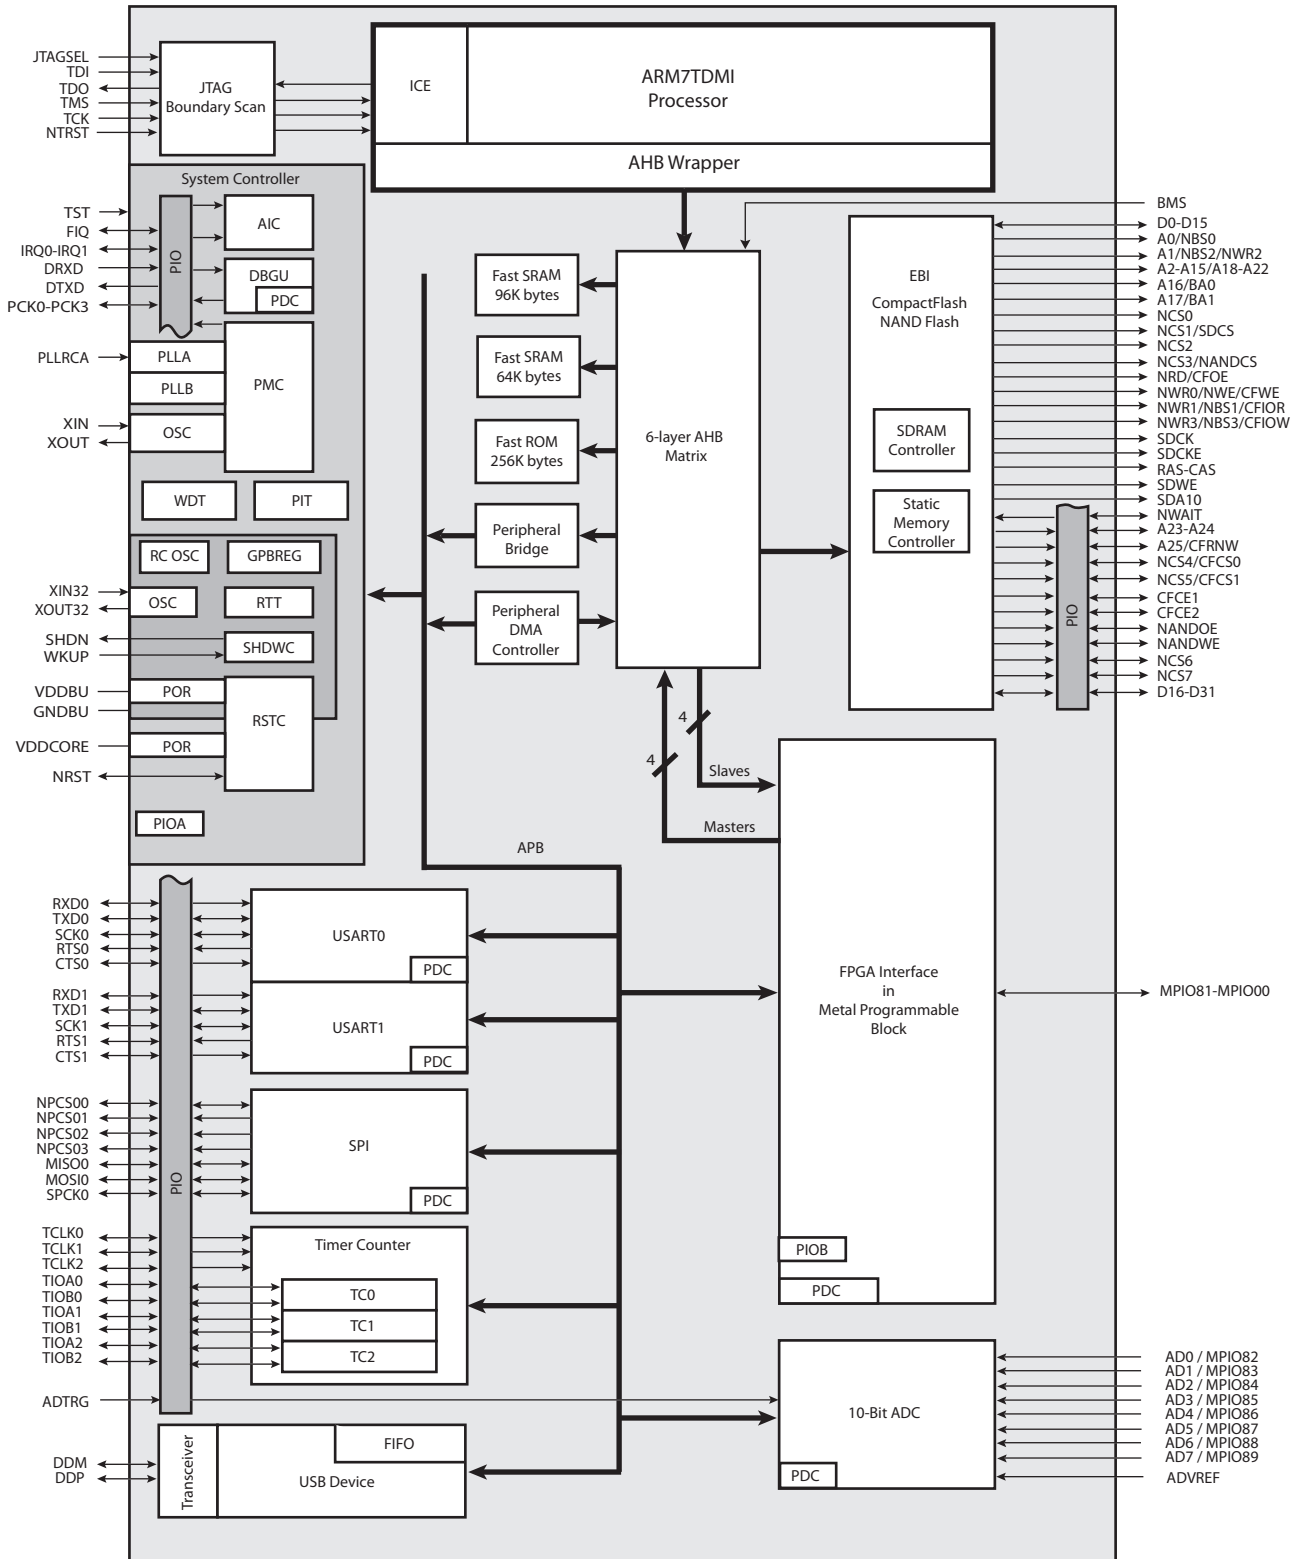 JTAGSEL
TDI
TDO
TMS
TCK
NTRST
JTAG
Boundary Scan
ICE
ARM7TDMI
Processor
AHB Wrapper
System Controller
TST
FIQ
IRQ0-IRQ1
DRXD
DTXD
PCK0-PCK3
PIO
AIC
DBGU
PDC
PLLRCA
PLLA
PLLB
PMC
XIN
XOUT
OSC
WDT
PIT
RC OSC
GPBREG
XIN32
XOUT32
OSC
RTT
SHDN
WKUP
SHDWC
VDDBU
GNDBU
POR
RSTC
VDDCORE
POR
NRST
PIOA
Fast SRAM
96K bytes
Fast SRAM
64K bytes
Fast ROM
256K bytes
Peripheral
Bridge
Peripheral
DMA
Controller
6-layer AHB
Matrix
EBI
CompactFlash
NAND Flash
SDRAM
Controller
Static
Memory
Controller
BMS
D0-D15
A0/NBS0
A1/NBS2/NWR2
A2-A15/A18-A22
A16/BA0
A17/BA1
NCS0
NCS1/SDCS
NCS2
NCS3/NANDCS
NRD/CFOE
NWR0/NWE/CFWE
NWR1/NBS1/CFIOR
NWR3/NBS3/CFIOW
SDCK
SDCKE
RAS-CAS
SDWE
SDA10
NWAIT
A23-A24
A25/CFRNW
NCS4/CFCS0
NCS5/CFCS1
CFCE1
CFCE2
NANDOE
NANDWE
NCS6
NCS7
D16-D31
PIO
4
4
Slaves
Masters
APB
RXD0
TXD0
SCK0
RTS0
CTS0
USART0
PDC
RXD1
TXD1
SCK1
RTS1
CTS1
USART1
PDC
NPCS00
NPCS01
NPCS02
NPCS03
MISO0
MOSI0
SPCK0
PIO
SPI
PDC
TCLK0
TCLK1
TCLK2
TIOA0
TIOB0
TIOA1
TIOB1
TIOA2
TIOB2
Timer Counter
TC0
TC1
TC2
ADTRG
DDM
DDP
Transceiver
FIFO
USB Device
FPGA Interface
in
Metal Programmable
Block
PIOB
PDC
MPIO81-MPIO00
10-Bit ADC
PDC
AD0 / MPIO82
AD1 / MPIO83
AD2 / MPIO84
AD3 / MPIO85
AD4 / MPIO86
AD5 / MPIO87
AD6 / MPIO88
AD7 / MPIO89
ADVREF